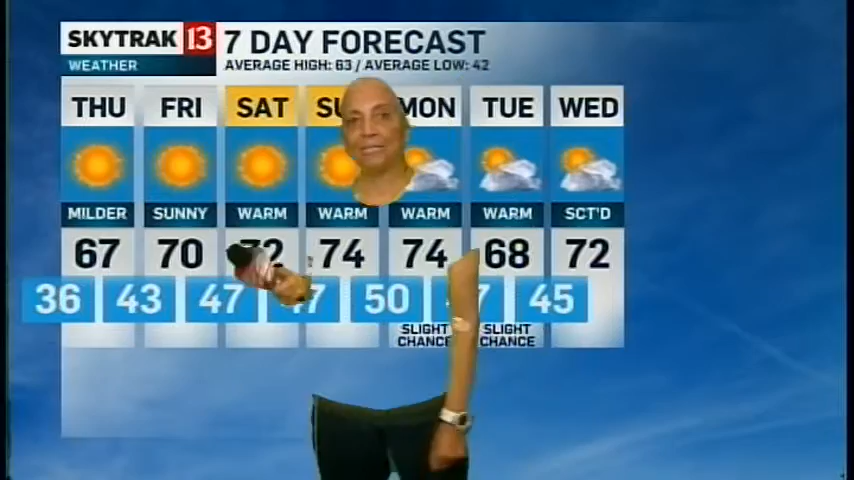 SKYTRAK 13
WEATHER
7 DAY FORECAST
AVERAGE HIGH: 63 / AVERAGE LOW: 42
THU FRI SAT MON TUE WED
MILDER SUNNY WARM WARM WARM WARM SCT'D
67 70 72 74 74 68 72
36 43 47 50 45
SLIGHT CHANCE SLIGHT CHANCE